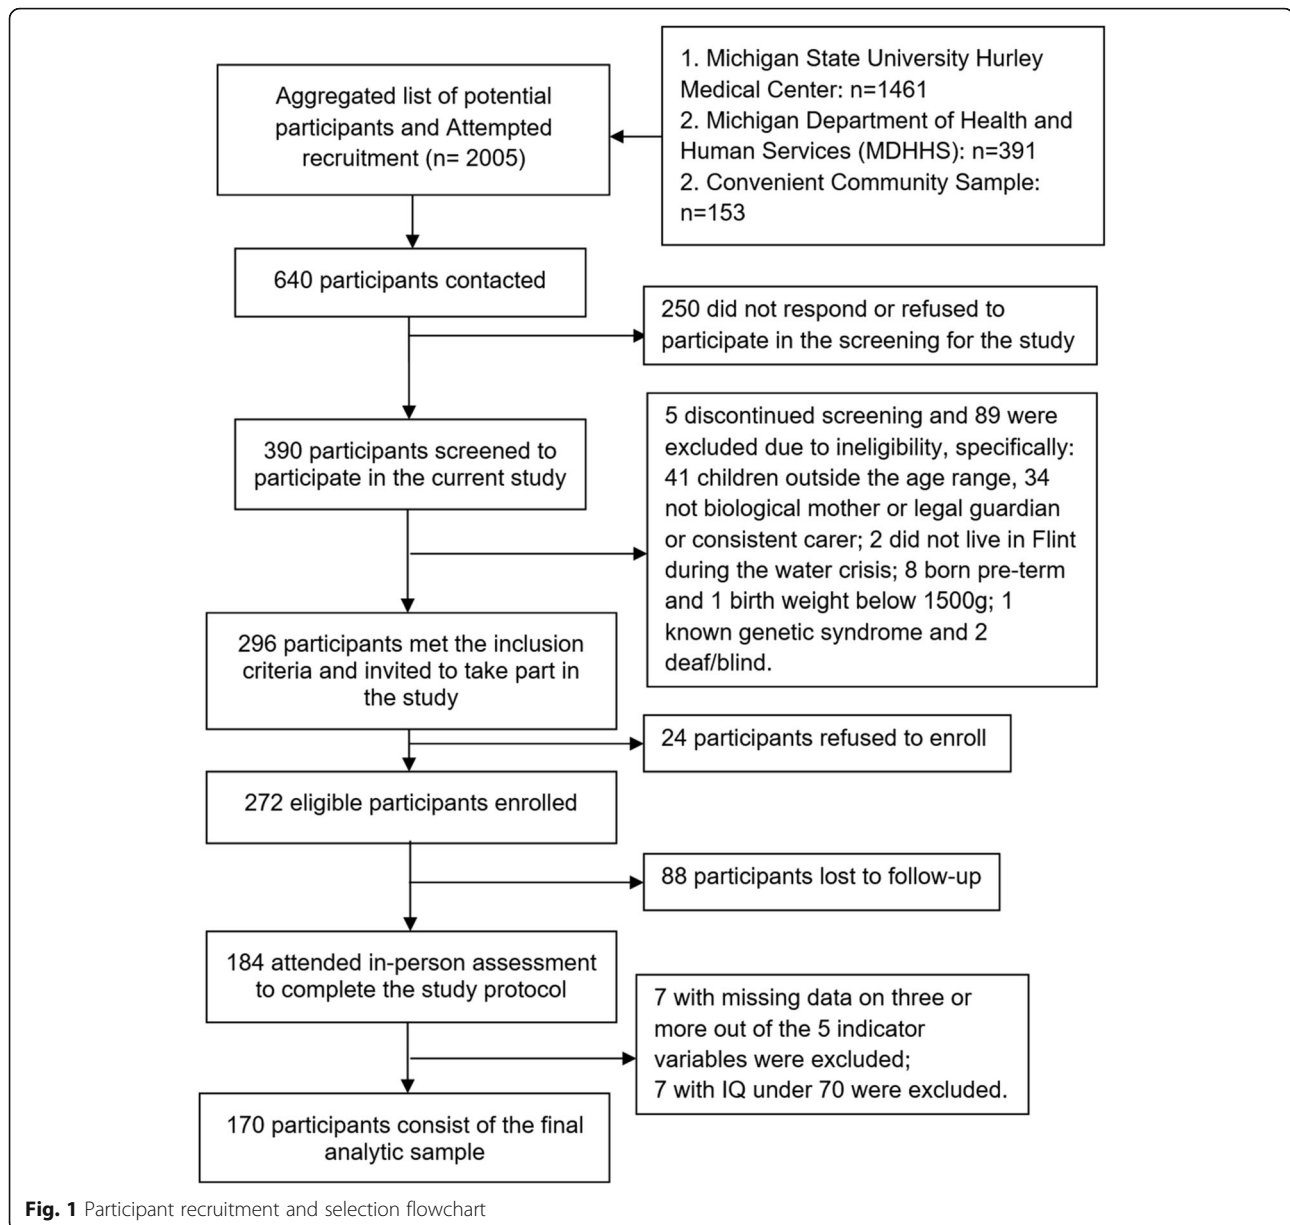 Aggregated list of potential
participants and Attempted
recruitment (n= 2005)
1. Michigan State University Hurley
Medical Center: n=1461
2. Michigan Department of Health and
Human Services (MDHHS): n=391
2. Convenient Community Sample:
n=153
640 participants contacted
250 did not respond or refused to
participate in the screening for the study
390 participants screened to
participate in the current study
5 discontinued screening and 89 were
excluded due to ineligibility, specifically:
41 children outside the age range, 34
not biological mother or legal guardian
or consistent carer; 2 did not live in Flint
during the water crisis; 8 born pre-term
and 1 birth weight below 1500g; 1
known genetic syndrome and 2
deaf/blind.
296 participants met the inclusion
criteria and invited to take part in
the study
24 participants refused to enroll
272 eligible participants enrolled
88 participants lost to follow-up
184 attended in-person assessment
to complete the study protocol
7 with missing data on three or
more out of the 5 indicator
variables were excluded;
7 with IQ under 70 were excluded.
170 participants consist of the final
analytic sample
Fig. 1 Participant recruitment and selection flowchart